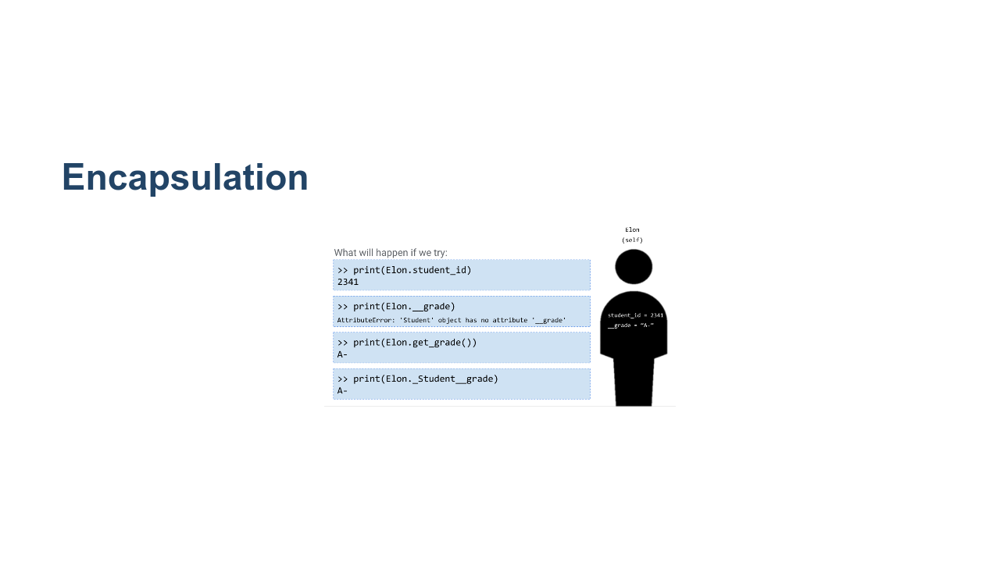 Encapsulation
Elon
(self)
What will happen if we try:
>> print(Elon.student_id)
2341
>> print(Elon.__grade)
AttributeError: 'Student' object has no attribute '__grade'
>> print(Elon.get_grade())
A-
>> print(Elon._Student__grade)
A-
student_id = 2341
__grade = “A-”